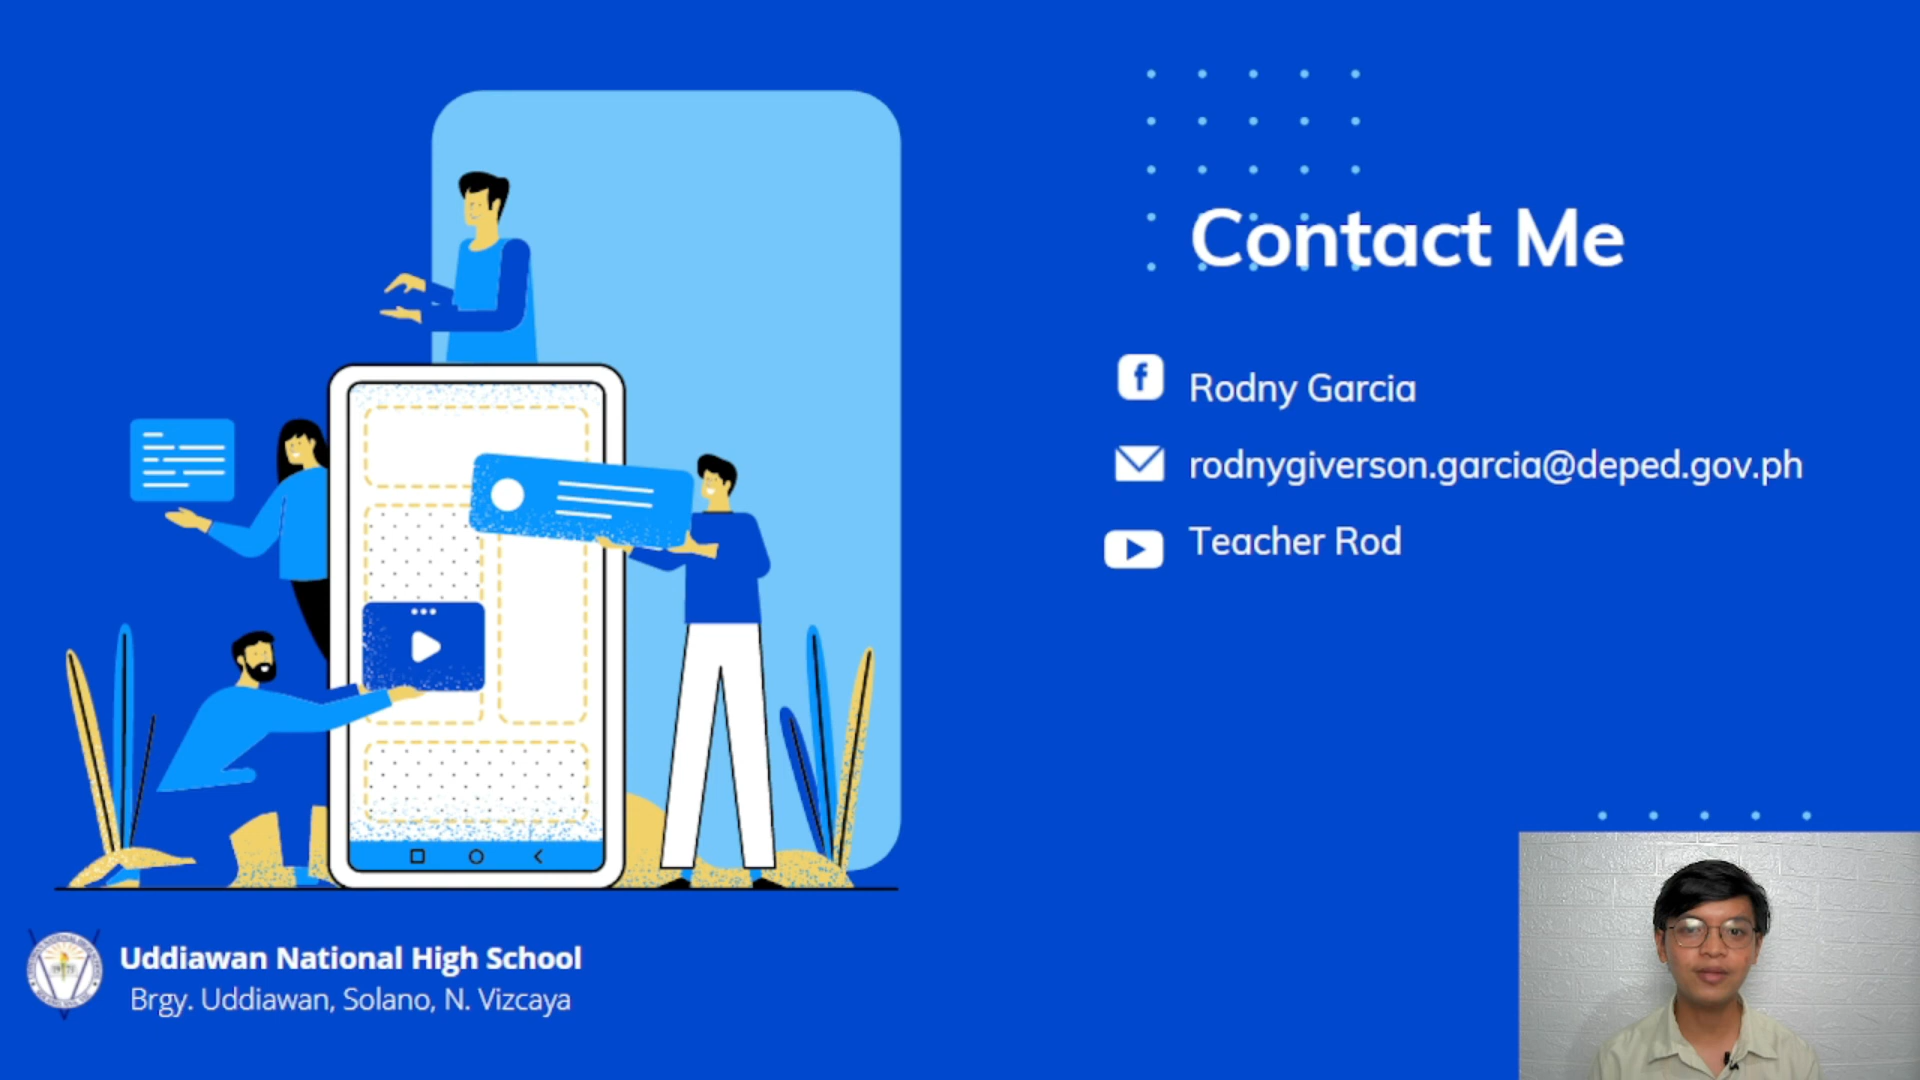 Contact Me
Rodny Garcia
rodnygiverson.garcia@deped.gov.ph
Teacher Rod
Uddiawan National High School
Brgy. Uddiawan, Solano, N. Vizcaya